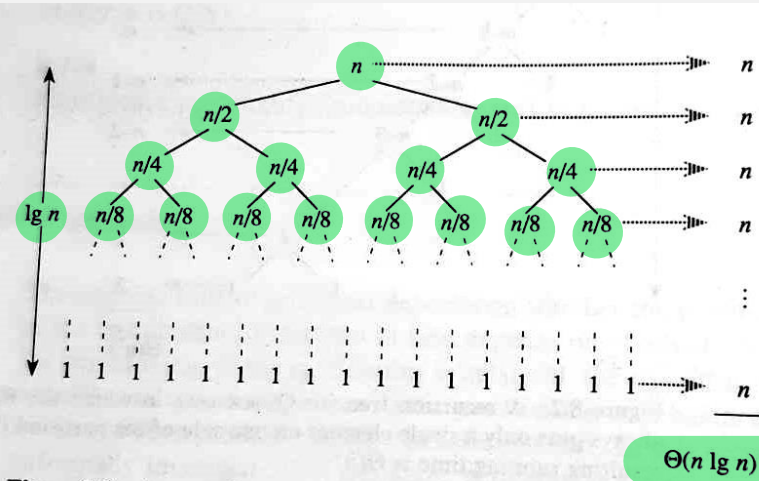 n n
n/2 n/2 n
n/4 n/4 n/4 n/4 n
lg n n/8 n/8 n/8 n/8 n/8 n/8 n/8 n/8 n
⋮
1 1 1 1 1 1 1 1 1 1 1 1 1 1 1 1 1 n
Θ(n lg n)